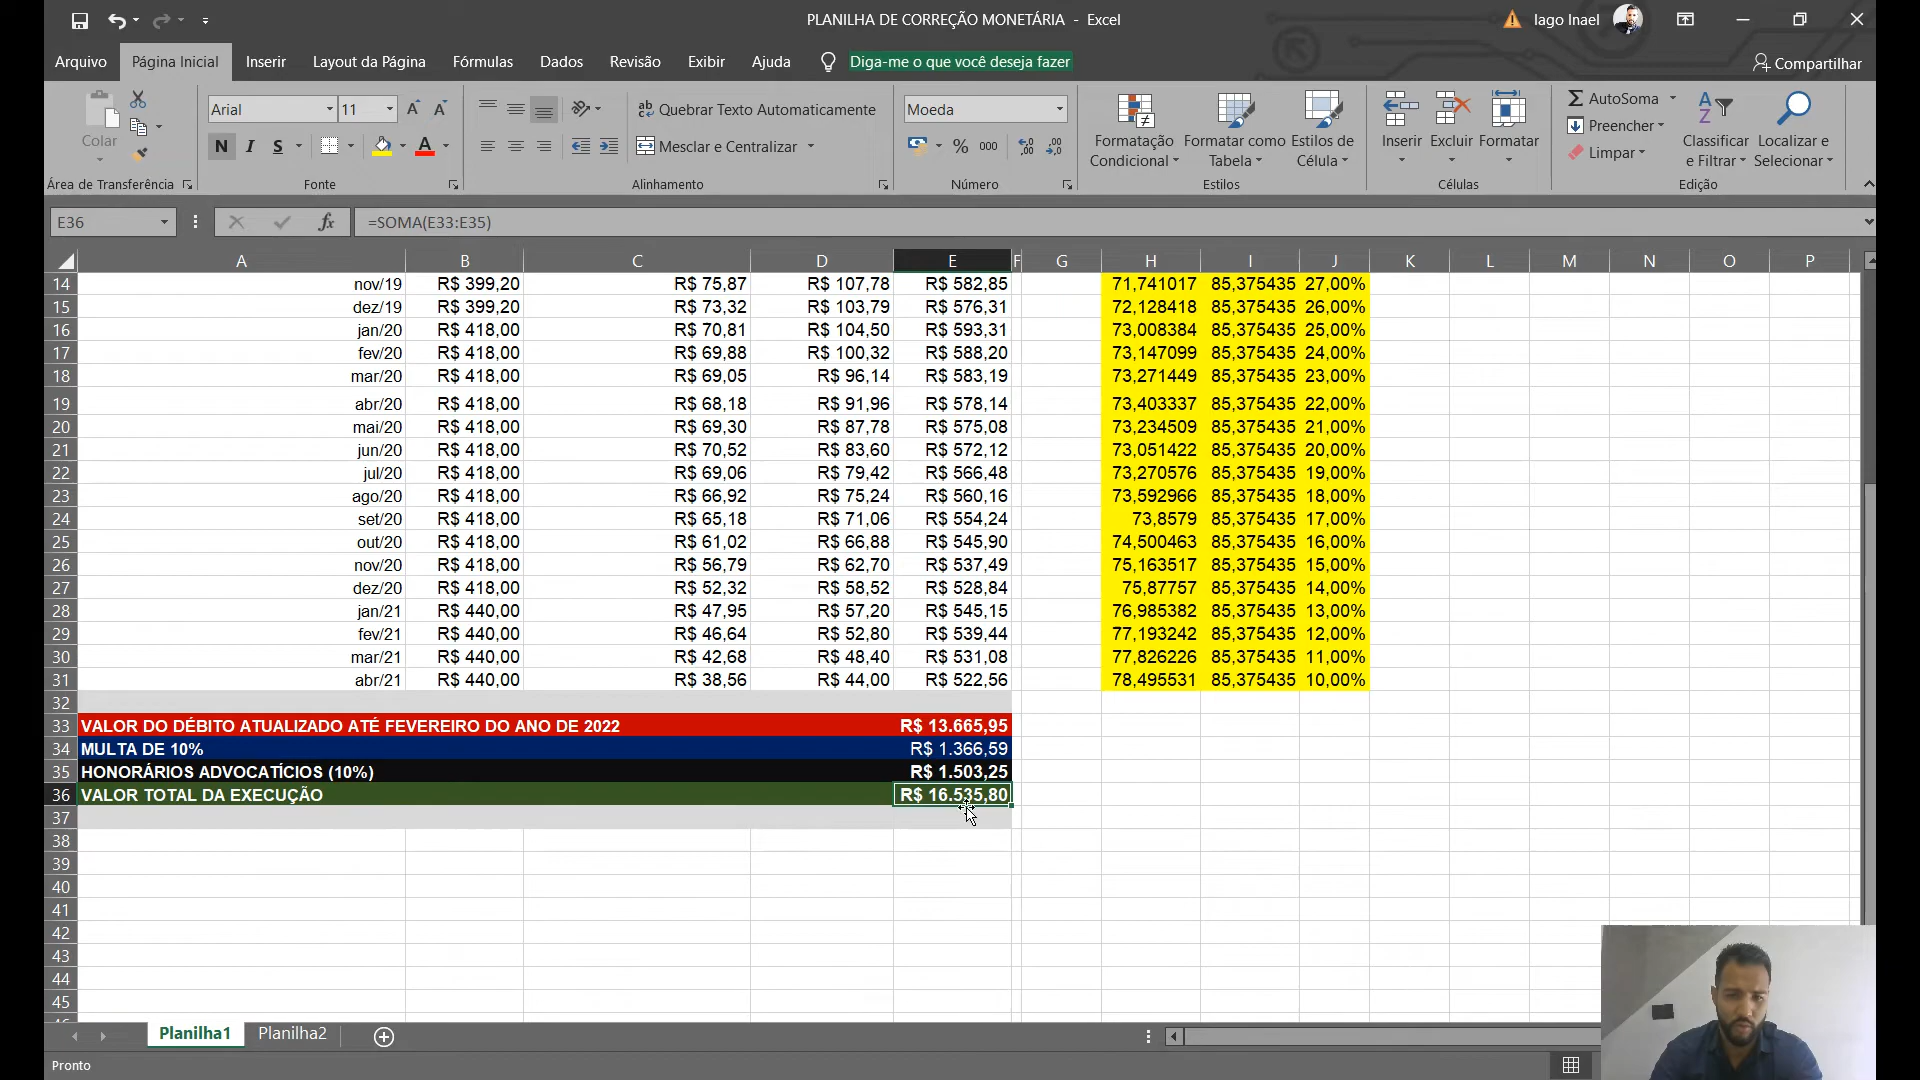 PLANILHA DE CORREÇÃO MONETÁRIA - Excel
Iago Inael
Arquivo Página Inicial Inserir Layout da Página Fórmulas Dados Revisão Exibir Ajuda Diga-me o que você deseja fazer Compartilhar
Colar
Área de Transferência
Arial 11
N I S
Fonte
Quebrar Texto Automaticamente
Mesclar e Centralizar
Alinhamento
Moeda
% 000
Número
Formatação Condicional
Formatar como Tabela
Estilos de Célula
Estilos
Inserir Excluir Formatar
Células
AutoSoma
Preencher
Limpar
Classificar e Filtrar
Localizar e Selecionar
Edição
E36 fx =SOMA(E33:E35)
A B C D E F G H I J K L M N O P
14 nov/19 R$ 399,20 R$ 75,87 R$ 107,78 R$ 582,85 71,741017 85,375435 27,00%
15 dez/19 R$ 399,20 R$ 73,32 R$ 103,79 R$ 576,31 72,128418 85,375435 26,00%
16 jan/20 R$ 418,00 R$ 70,81 R$ 104,50 R$ 593,31 73,008384 85,375435 25,00%
17 fev/20 R$ 418,00 R$ 69,88 R$ 100,32 R$ 588,20 73,147099 85,375435 24,00%
18 mar/20 R$ 418,00 R$ 69,05 R$ 96,14 R$ 583,19 73,271449 85,375435 23,00%
19 abr/20 R$ 418,00 R$ 68,18 R$ 91,96 R$ 578,14 73,403337 85,375435 22,00%
20 mai/20 R$ 418,00 R$ 69,30 R$ 87,78 R$ 575,08 73,234509 85,375435 21,00%
21 jun/20 R$ 418,00 R$ 70,52 R$ 83,60 R$ 572,12 73,051422 85,375435 20,00%
22 jul/20 R$ 418,00 R$ 69,06 R$ 79,42 R$ 566,48 73,270576 85,375435 19,00%
23 ago/20 R$ 418,00 R$ 66,92 R$ 75,24 R$ 560,16 73,592966 85,375435 18,00%
24 set/20 R$ 418,00 R$ 65,18 R$ 71,06 R$ 554,24 73,8579 85,375435 17,00%
25 out/20 R$ 418,00 R$ 61,02 R$ 66,88 R$ 545,90 74,500463 85,375435 16,00%
26 nov/20 R$ 418,00 R$ 56,79 R$ 62,70 R$ 537,49 75,163517 85,375435 15,00%
27 dez/20 R$ 418,00 R$ 52,32 R$ 58,52 R$ 528,84 75,87757 85,375435 14,00%
28 jan/21 R$ 440,00 R$ 47,95 R$ 57,20 R$ 545,15 76,985382 85,375435 13,00%
29 fev/21 R$ 440,00 R$ 46,64 R$ 52,80 R$ 539,44 77,193242 85,375435 12,00%
30 mar/21 R$ 440,00 R$ 42,68 R$ 48,40 R$ 531,08 77,826226 85,375435 11,00%
31 abr/21 R$ 440,00 R$ 38,56 R$ 44,00 R$ 522,56 78,495531 85,375435 10,00%
32
33 VALOR DO DÉBITO ATUALIZADO ATÉ FEVEREIRO DO ANO DE 2022 R$ 13.665,95
34 MULTA DE 10% R$ 1.366,59
35 HONORÁRIOS ADVOCATÍCIOS (10%) R$ 1.503,25
36 VALOR TOTAL DA EXECUÇÃO R$ 16.535,80
37
38
39
40
41
42
43
44
45
Planilha1 Planilha2
Pronto